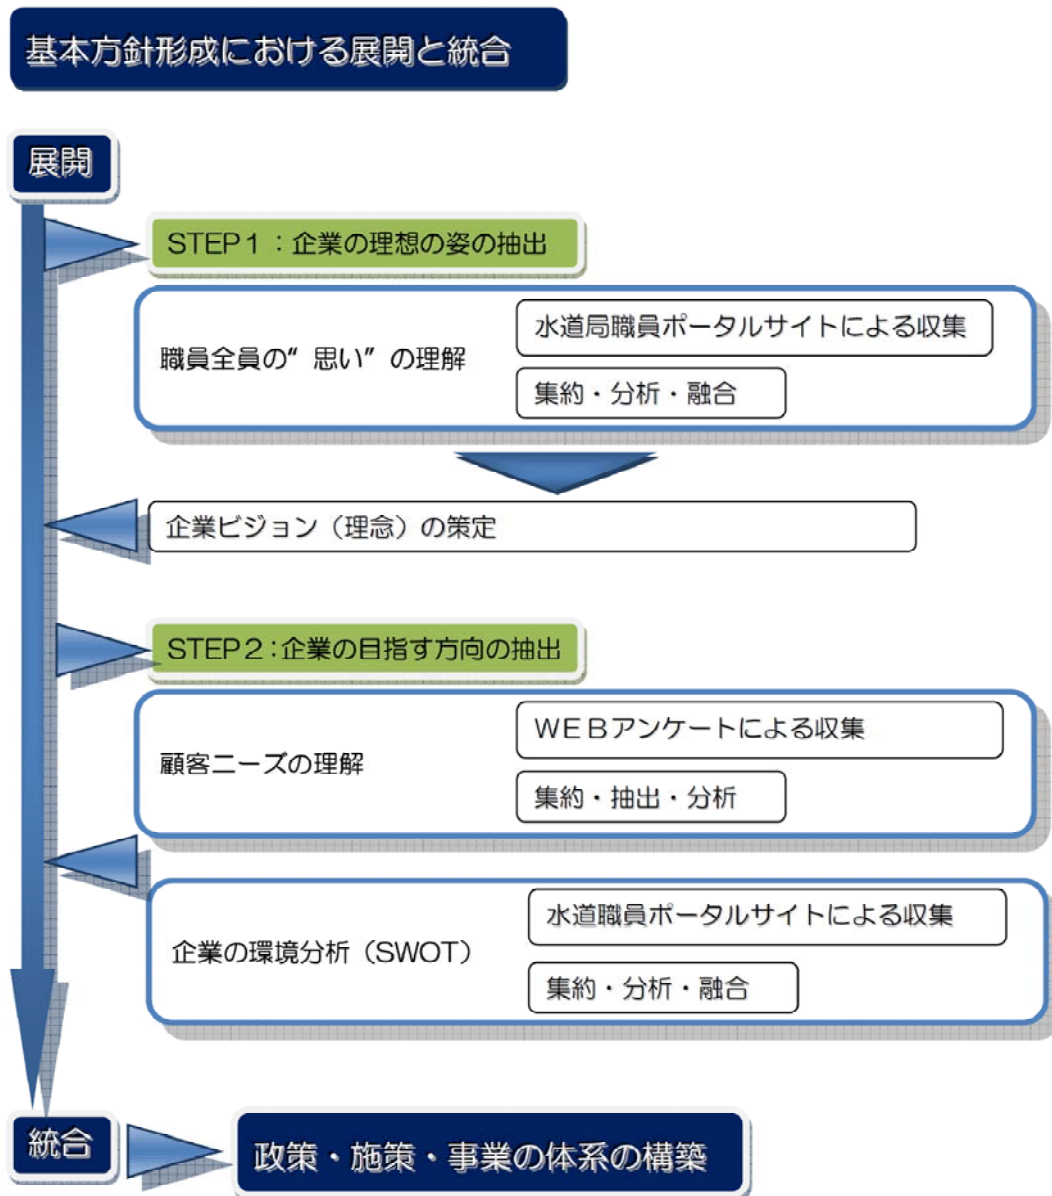 基本方針形成における展開と統合
展開
STEP１：企業の理想の姿の抽出
職員全員の”思い”の理解
水道局職員ポータルサイトによる収集
集約・分析・融合
企業ビジョン（理念）の策定
STEP２：企業の目指す方向の抽出
顧客ニーズの理解
ＷＥＢアンケートによる収集
集約・抽出・分析
企業の環境分析（SWOT）
水道職員ポータルサイトによる収集
集約・分析・融合
統合
政策・施策・事業の体系の構築